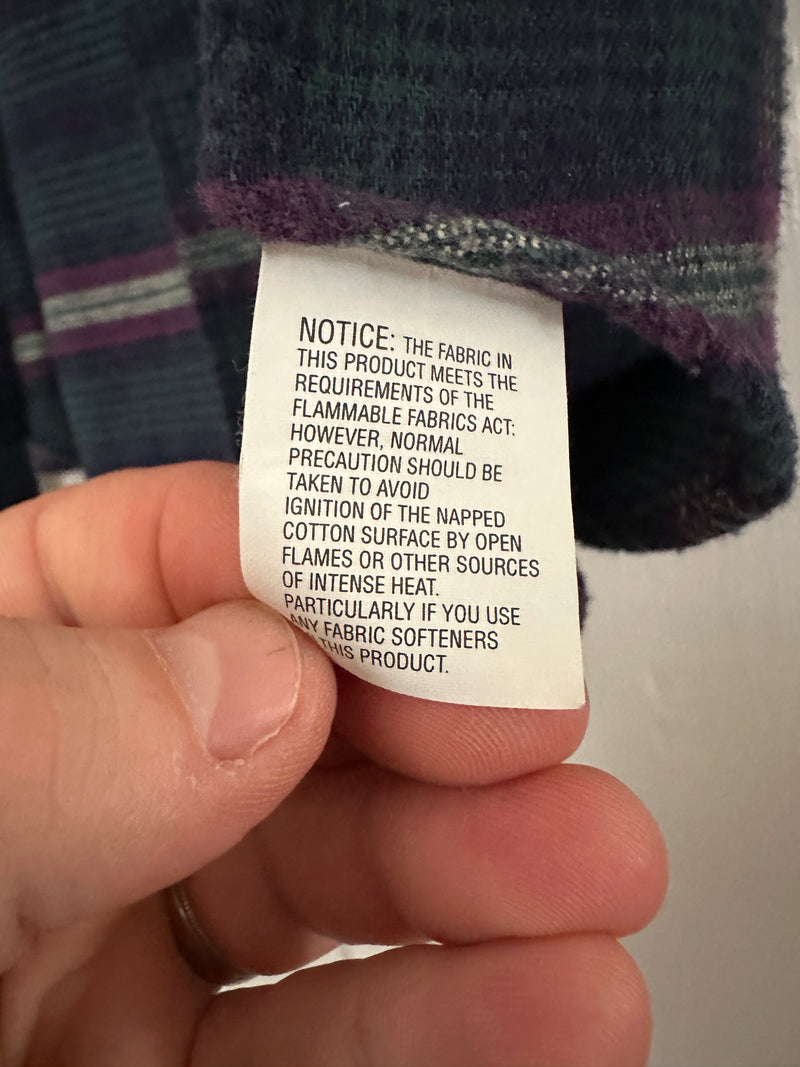 NOTICE: THE FABRIC IN
THIS PRODUCT MEETS THE
REQUIREMENTS OF THE
FLAMMABLE FABRICS ACT:
HOWEVER, NORMAL
PRECAUTION SHOULD BE
TAKEN TO AVOID
IGNITION OF THE NAPPED
COTTON SURFACE BY OPEN
FLAMES OR OTHER SOURCES
OF INTENSE HEAT.
PARTICULARLY IF YOU USE
ANY FABRIC SOFTENERS
THIS PRODUCT.